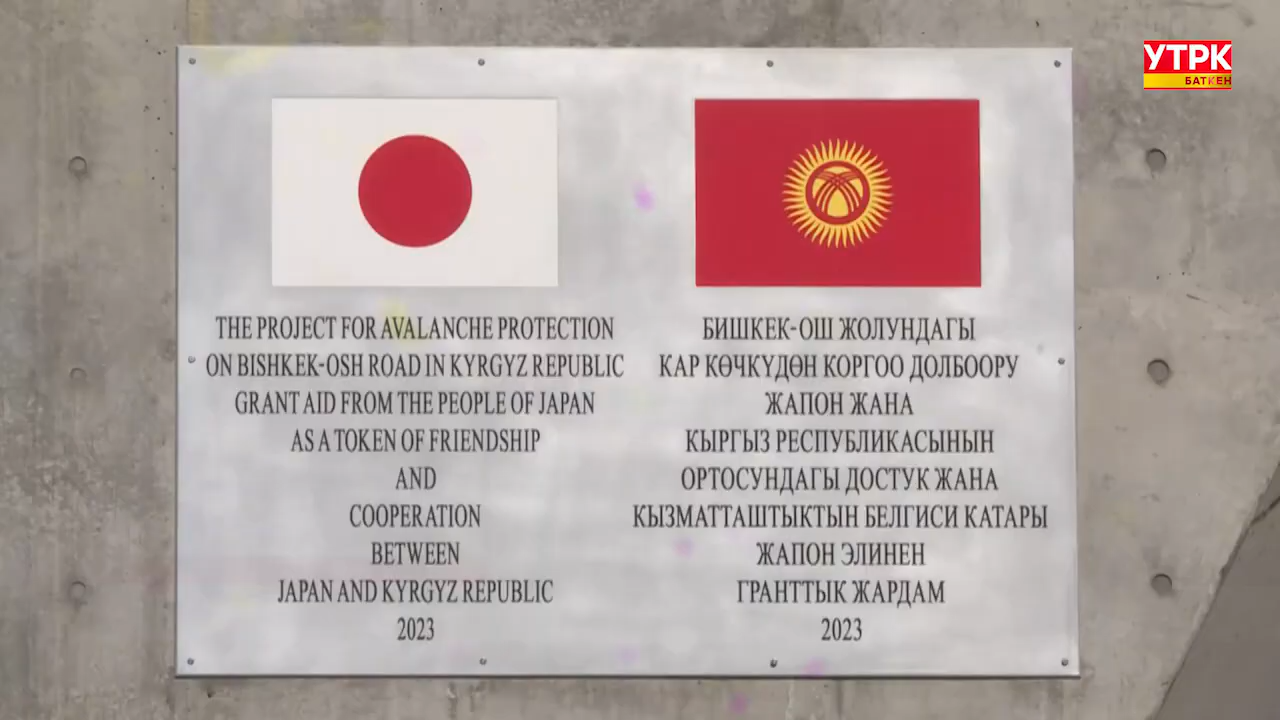 УТРК
БАТКЕН
THE PROJECT FOR AVALANCHE PROTECTION
ON BISHKEK-OSH ROAD IN KYRGYZ REPUBLIC
GRANT AID FROM THE PEOPLE OF JAPAN
AS A TOKEN OF FRIENDSHIP
AND
COOPERATION
BETWEEN
JAPAN AND KYRGYZ REPUBLIC
2023
БИШКЕК-ОШ ЖОЛУНДАГЫ
КАР КӨЧКҮДӨН КОРГОО ДОЛБООРУ
ЖАПОН ЖАНА
КЫРГЫЗ РЕСПУБЛИКАСЫНЫН
ОРТОСУНДАГЫ ДОСТУК ЖАНА
КЫЗМАТТАШТЫКТЫН БЕЛГИСИ КАТАРЫ
ЖАПОН ЭЛИНЕН
ГРАНТТЫК ЖАРДАМ
2023